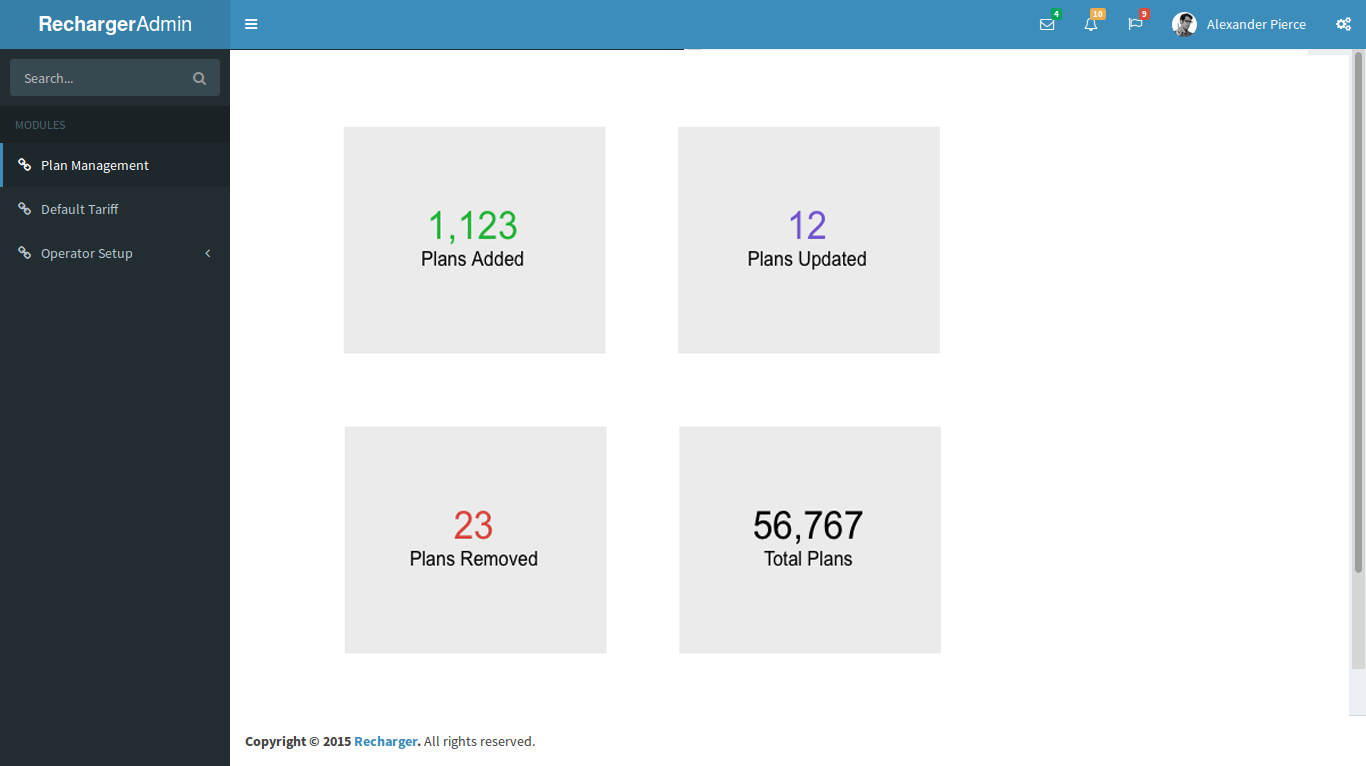 RechargerAdmin
4
10
9
Alexander Pierce
Search...
MODULES
Plan Management
Default Tariff
Operator Setup
1,123
Plans Added
12
Plans Updated
23
Plans Removed
56,767
Total Plans
Copyright © 2015 Recharger. All rights reserved.